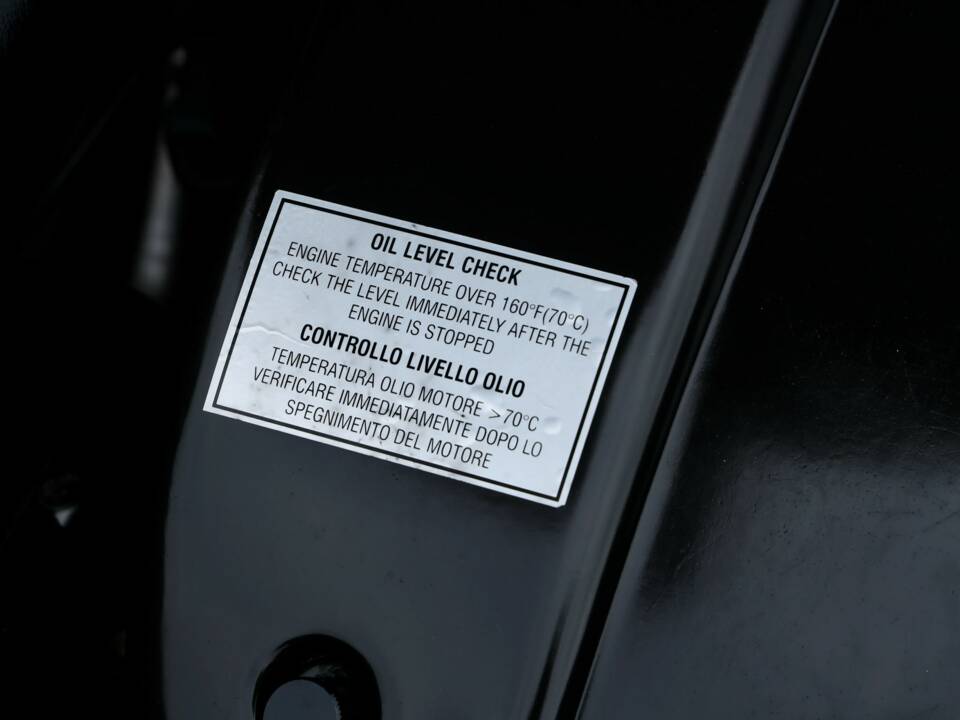 OIL LEVEL CHECK
ENGINE TEMPERATURE OVER 160°F(70°C)
CHECK THE LEVEL IMMEDIATELY AFTER THE
ENGINE IS STOPPED
CONTROLLO LIVELLO OLIO
TEMPERATURA OLIO MOTORE >70°C
VERIFICARE IMMEDIATAMENTE DOPO LO
SPEGNIMENTO DEL MOTORE